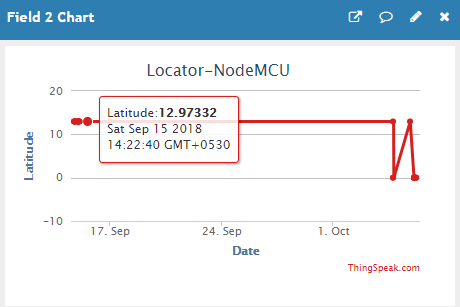 Field 2 Chart
Locator-NodeMCU
20
10
0
-10
Latitude
Latitude:12.97332
Sat Sep 15 2018
14:22:40 GMT+0530
17. Sep
24. Sep
1. Oct
Date
ThingSpeak.com